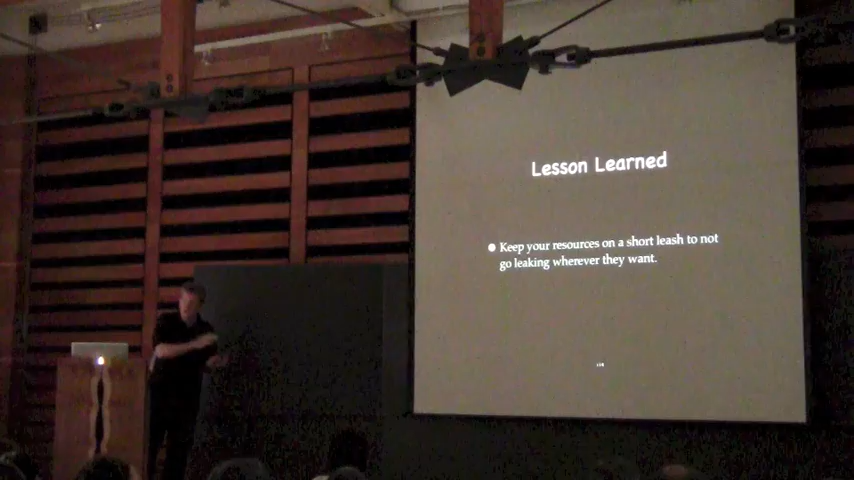 Lesson Learned
Keep your resources on a short leash to not
go leaking wherever they want.